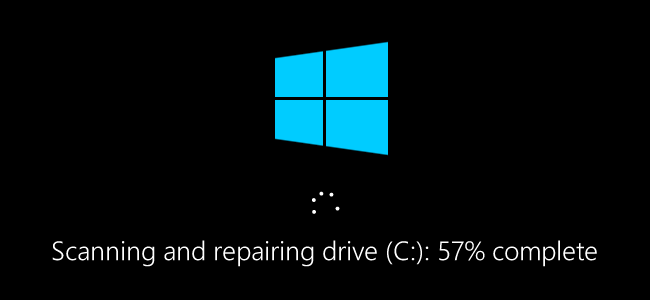 Scanning and repairing drive (C:): 57% complete